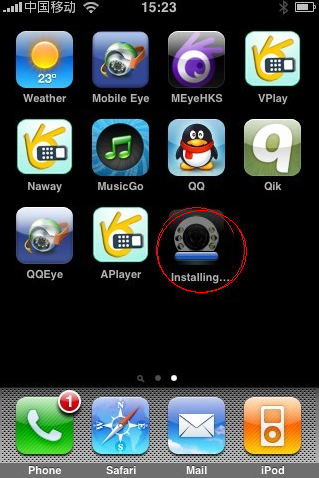 中国移动 15:23
23°
Weather Mobile Eye MEyeHKS VPlay
Naway MusicGo QQ Qik
QQEye APlayer Installing...
1
Phone Safari Mail iPod